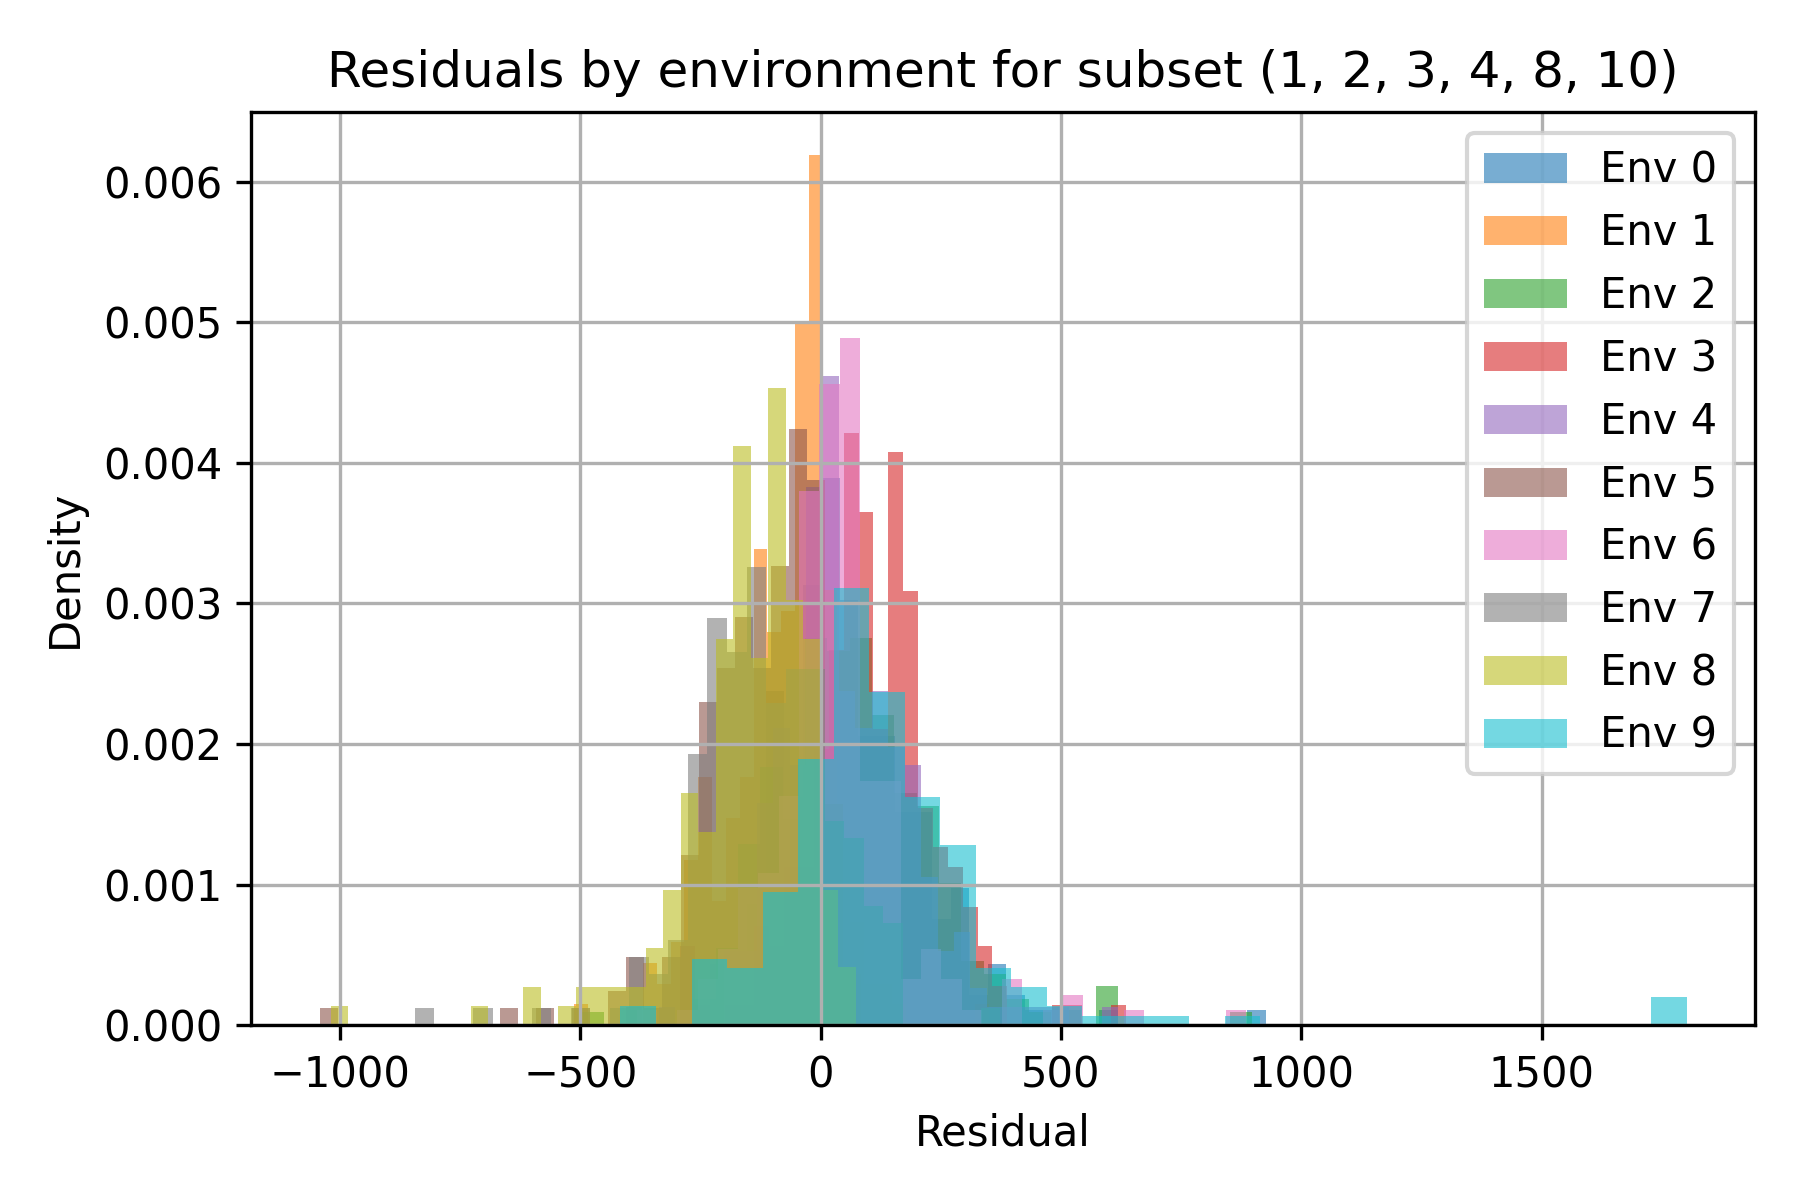 Residuals by environment for subset (1, 2, 3, 4, 8, 10)
0.006
0.005
0.004
0.003
0.002
0.001
0.000
Density
−1000
−500
0
500
1000
1500
Residual
Env 0
Env 1
Env 2
Env 3
Env 4
Env 5
Env 6
Env 7
Env 8
Env 9